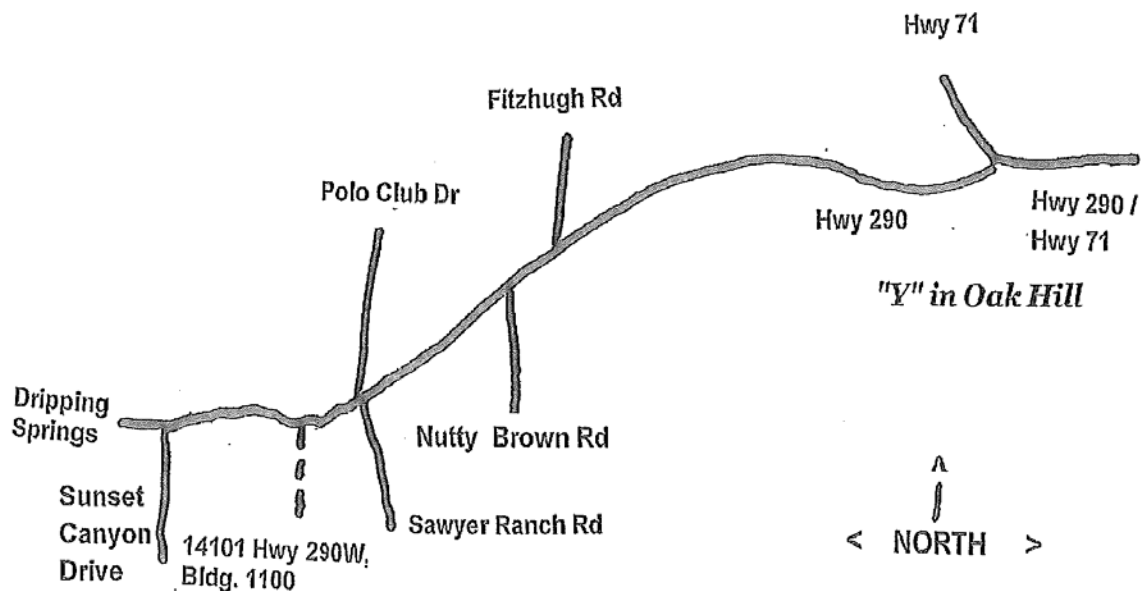 Hwy 71
Fitzhugh Rd
Polo Club Dr
Hwy 290
Hwy 290 /
Hwy 71
"Y" in Oak Hill
Dripping
Springs
Nutty Brown Rd
Sawyer Ranch Rd
Sunset
Canyon
Drive
14101 Hwy 290W,
Bldg. 1100
^
< NORTH >